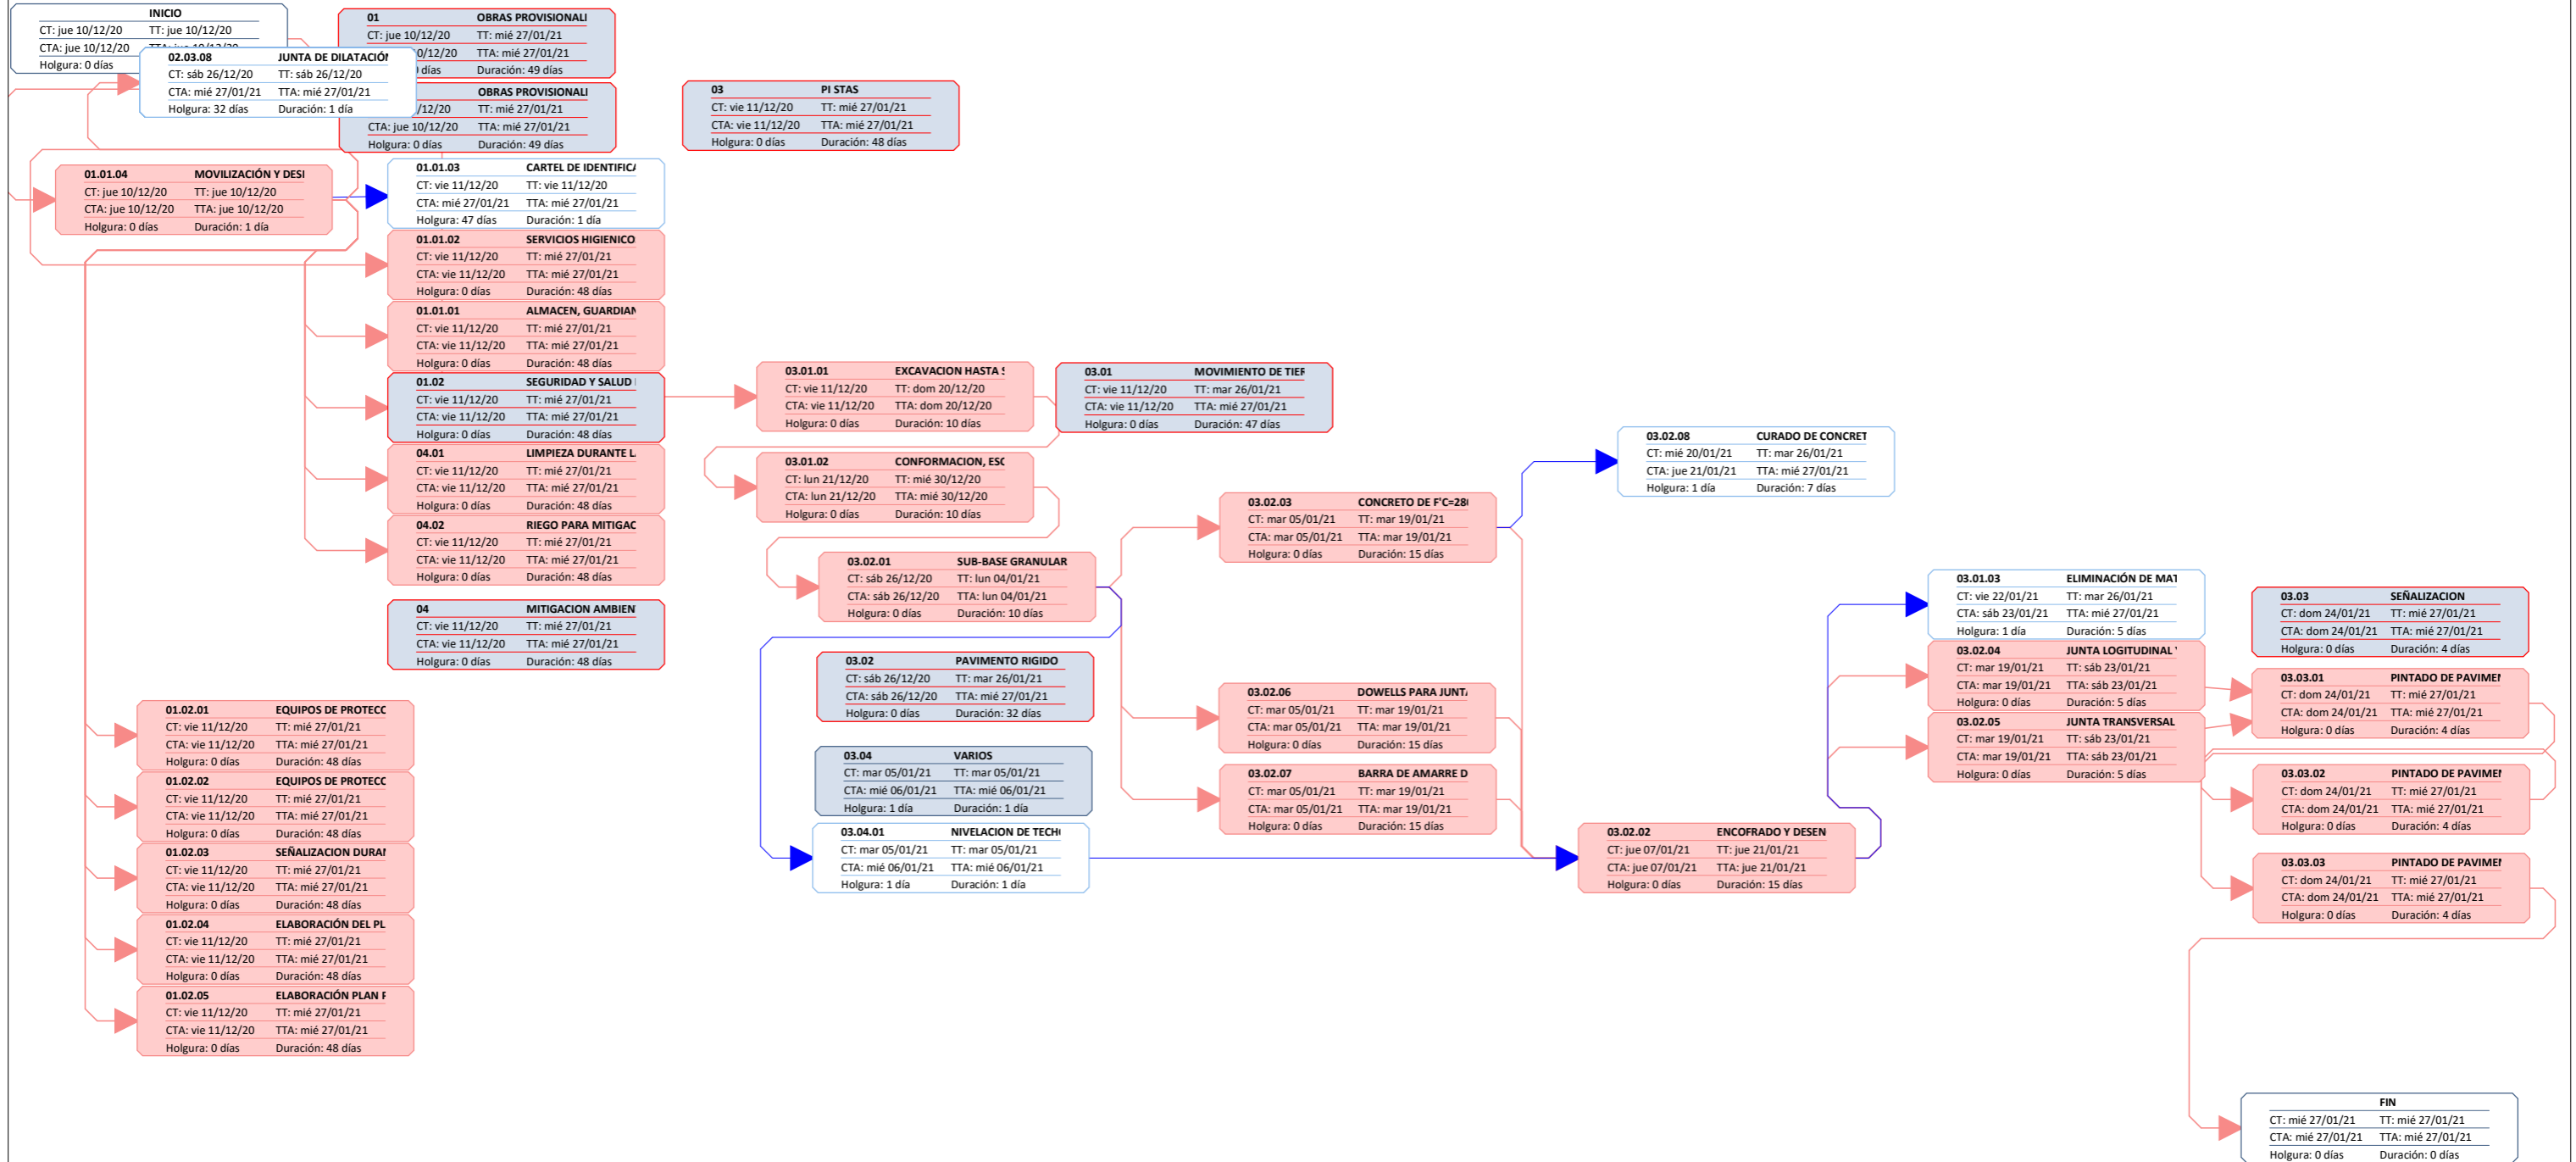 INICIO
CT: jue 10/12/20 TT: jue 10/12/20
CTA: jue 10/12/20 TTA: jue 10/12/20
Holgura: 0 días
02.03.08 JUNTA DE DILATACIÓN
CT: sáb 26/12/20 TT: sáb 26/12/20
CTA: mié 27/01/21 TTA: mié 27/01/21
Holgura: 32 días Duración: 1 día
01 OBRAS PROVISIONALI
CT: jue 10/12/20 TT: mié 27/01/21
10/12/20 TTA: mié 27/01/21
días Duración: 49 días
OBRAS PROVISIONALI
/12/20 TT: mié 27/01/21
CTA: jue 10/12/20 TTA: mié 27/01/21
Holgura: 0 días Duración: 49 días
03 PI STAS
CT: vie 11/12/20 TT: mié 27/01/21
CTA: vie 11/12/20 TTA: mié 27/01/21
Holgura: 0 días Duración: 48 días
01.01.04 MOVILIZACIÓN Y DESI
CT: jue 10/12/20 TT: jue 10/12/20
CTA: jue 10/12/20 TTA: jue 10/12/20
Holgura: 0 días Duración: 1 día
01.01.03 CARTEL DE IDENTIFICA
CT: vie 11/12/20 TT: vie 11/12/20
CTA: mié 27/01/21 TTA: mié 27/01/21
Holgura: 47 días Duración: 1 día
01.01.02 SERVICIOS HIGIENICO
CT: vie 11/12/20 TT: mié 27/01/21
CTA: vie 11/12/20 TTA: mié 27/01/21
Holgura: 0 días Duración: 48 días
01.01.01 ALMACEN, GUARDIAN
CT: vie 11/12/20 TT: mié 27/01/21
CTA: vie 11/12/20 TTA: mié 27/01/21
Holgura: 0 días Duración: 48 días
01.02 SEGURIDAD Y SALUD
CT: vie 11/12/20 TT: mié 27/01/21
CTA: vie 11/12/20 TTA: mié 27/01/21
Holgura: 0 días Duración: 48 días
04.01 LIMPIEZA DURANTE L
CT: vie 11/12/20 TT: mié 27/01/21
CTA: vie 11/12/20 TTA: mié 27/01/21
Holgura: 0 días Duración: 48 días
04.02 RIEGO PARA MITIGAC
CT: vie 11/12/20 TT: mié 27/01/21
CTA: vie 11/12/20 TTA: mié 27/01/21
Holgura: 0 días Duración: 48 días
04 MITIGACION AMBIEN
CT: vie 11/12/20 TT: mié 27/01/21
CTA: vie 11/12/20 TTA: mié 27/01/21
Holgura: 0 días Duración: 48 días
01.02.01 EQUIPOS DE PROTECC
CT: vie 11/12/20 TT: mié 27/01/21
CTA: vie 11/12/20 TTA: mié 27/01/21
Holgura: 0 días Duración: 48 días
01.02.02 EQUIPOS DE PROTECC
CT: vie 11/12/20 TT: mié 27/01/21
CTA: vie 11/12/20 TTA: mié 27/01/21
Holgura: 0 días Duración: 48 días
01.02.03 SEÑALIZACION DURAN
CT: vie 11/12/20 TT: mié 27/01/21
CTA: vie 11/12/20 TTA: mié 27/01/21
Holgura: 0 días Duración: 48 días
01.02.04 ELABORACIÓN DEL PL
CT: vie 11/12/20 TT: mié 27/01/21
CTA: vie 11/12/20 TTA: mié 27/01/21
Holgura: 0 días Duración: 48 días
01.02.05 ELABORACIÓN PLAN F
CT: vie 11/12/20 TT: mié 27/01/21
CTA: vie 11/12/20 TTA: mié 27/01/21
Holgura: 0 días Duración: 48 días
03.01.01 EXCAVACION HASTA S
CT: vie 11/12/20 TT: dom 20/12/20
CTA: vie 11/12/20 TTA: dom 20/12/20
Holgura: 0 días Duración: 10 días
03.01 MOVIMIENTO DE TIER
CT: vie 11/12/20 TT: mar 26/01/21
CTA: vie 11/12/20 TTA: mié 27/01/21
Holgura: 0 días Duración: 47 días
03.01.02 CONFORMACION, ESC
CT: lun 21/12/20 TT: mié 30/12/20
CTA: lun 21/12/20 TTA: mié 30/12/20
Holgura: 0 días Duración: 10 días
03.02.01 SUB-BASE GRANULAR
CT: sáb 26/12/20 TT: lun 04/01/21
CTA: sáb 26/12/20 TTA: lun 04/01/21
Holgura: 0 días Duración: 10 días
03.02 PAVIMENTO RIGIDO
CT: sáb 26/12/20 TT: mar 26/01/21
CTA: sáb 26/12/20 TTA: mié 27/01/21
Holgura: 0 días Duración: 32 días
03.04 VARIOS
CT: mar 05/01/21 TT: mar 05/01/21
CTA: mié 06/01/21 TTA: mié 06/01/21
Holgura: 1 día Duración: 1 día
03.04.01 NIVELACION DE TECH
CT: mar 05/01/21 TT: mar 05/01/21
CTA: mié 06/01/21 TTA: mié 06/01/21
Holgura: 1 día Duración: 1 día
03.02.03 CONCRETO DE F'C=280
CT: mar 05/01/21 TT: mar 19/01/21
CTA: mar 05/01/21 TTA: mar 19/01/21
Holgura: 0 días Duración: 15 días
03.02.06 DOWELLS PARA JUNTA
CT: mar 05/01/21 TT: mar 19/01/21
CTA: mar 05/01/21 TTA: mar 19/01/21
Holgura: 0 días Duración: 15 días
03.02.07 BARRA DE AMARRE D
CT: mar 05/01/21 TT: mar 19/01/21
CTA: mar 05/01/21 TTA: mar 19/01/21
Holgura: 0 días Duración: 15 días
03.02.08 CURADO DE CONCRET
CT: mié 20/01/21 TT: mar 26/01/21
CTA: jue 21/01/21 TTA: mié 27/01/21
Holgura: 1 día Duración: 7 días
03.02.02 ENCOFRADO Y DESEN
CT: jue 07/01/21 TT: jue 21/01/21
CTA: jue 07/01/21 TTA: jue 21/01/21
Holgura: 0 días Duración: 15 días
03.01.03 ELIMINACIÓN DE MAT
CT: vie 22/01/21 TT: mar 26/01/21
CTA: sáb 23/01/21 TTA: mié 27/01/21
Holgura: 1 día Duración: 5 días
03.02.04 JUNTA LOGITUDINAL Y
CT: mar 19/01/21 TT: sáb 23/01/21
CTA: mar 19/01/21 TTA: sáb 23/01/21
Holgura: 0 días Duración: 5 días
03.02.05 JUNTA TRANSVERSAL
CT: mar 19/01/21 TT: sáb 23/01/21
CTA: mar 19/01/21 TTA: sáb 23/01/21
Holgura: 0 días Duración: 5 días
03.03 SEÑALIZACION
CT: dom 24/01/21 TT: mié 27/01/21
CTA: dom 24/01/21 TTA: mié 27/01/21
Holgura: 0 días Duración: 4 días
03.03.01 PINTADO DE PAVIMEN
CT: dom 24/01/21 TT: mié 27/01/21
CTA: dom 24/01/21 TTA: mié 27/01/21
Holgura: 0 días Duración: 4 días
03.03.02 PINTADO DE PAVIMEN
CT: dom 24/01/21 TT: mié 27/01/21
CTA: dom 24/01/21 TTA: mié 27/01/21
Holgura: 0 días Duración: 4 días
03.03.03 PINTADO DE PAVIMEN
CT: dom 24/01/21 TT: mié 27/01/21
CTA: dom 24/01/21 TTA: mié 27/01/21
Holgura: 0 días Duración: 4 días
FIN
CT: mié 27/01/21 TT: mié 27/01/21
CTA: mié 27/01/21 TTA: mié 27/01/21
Holgura: 0 días Duración: 0 días